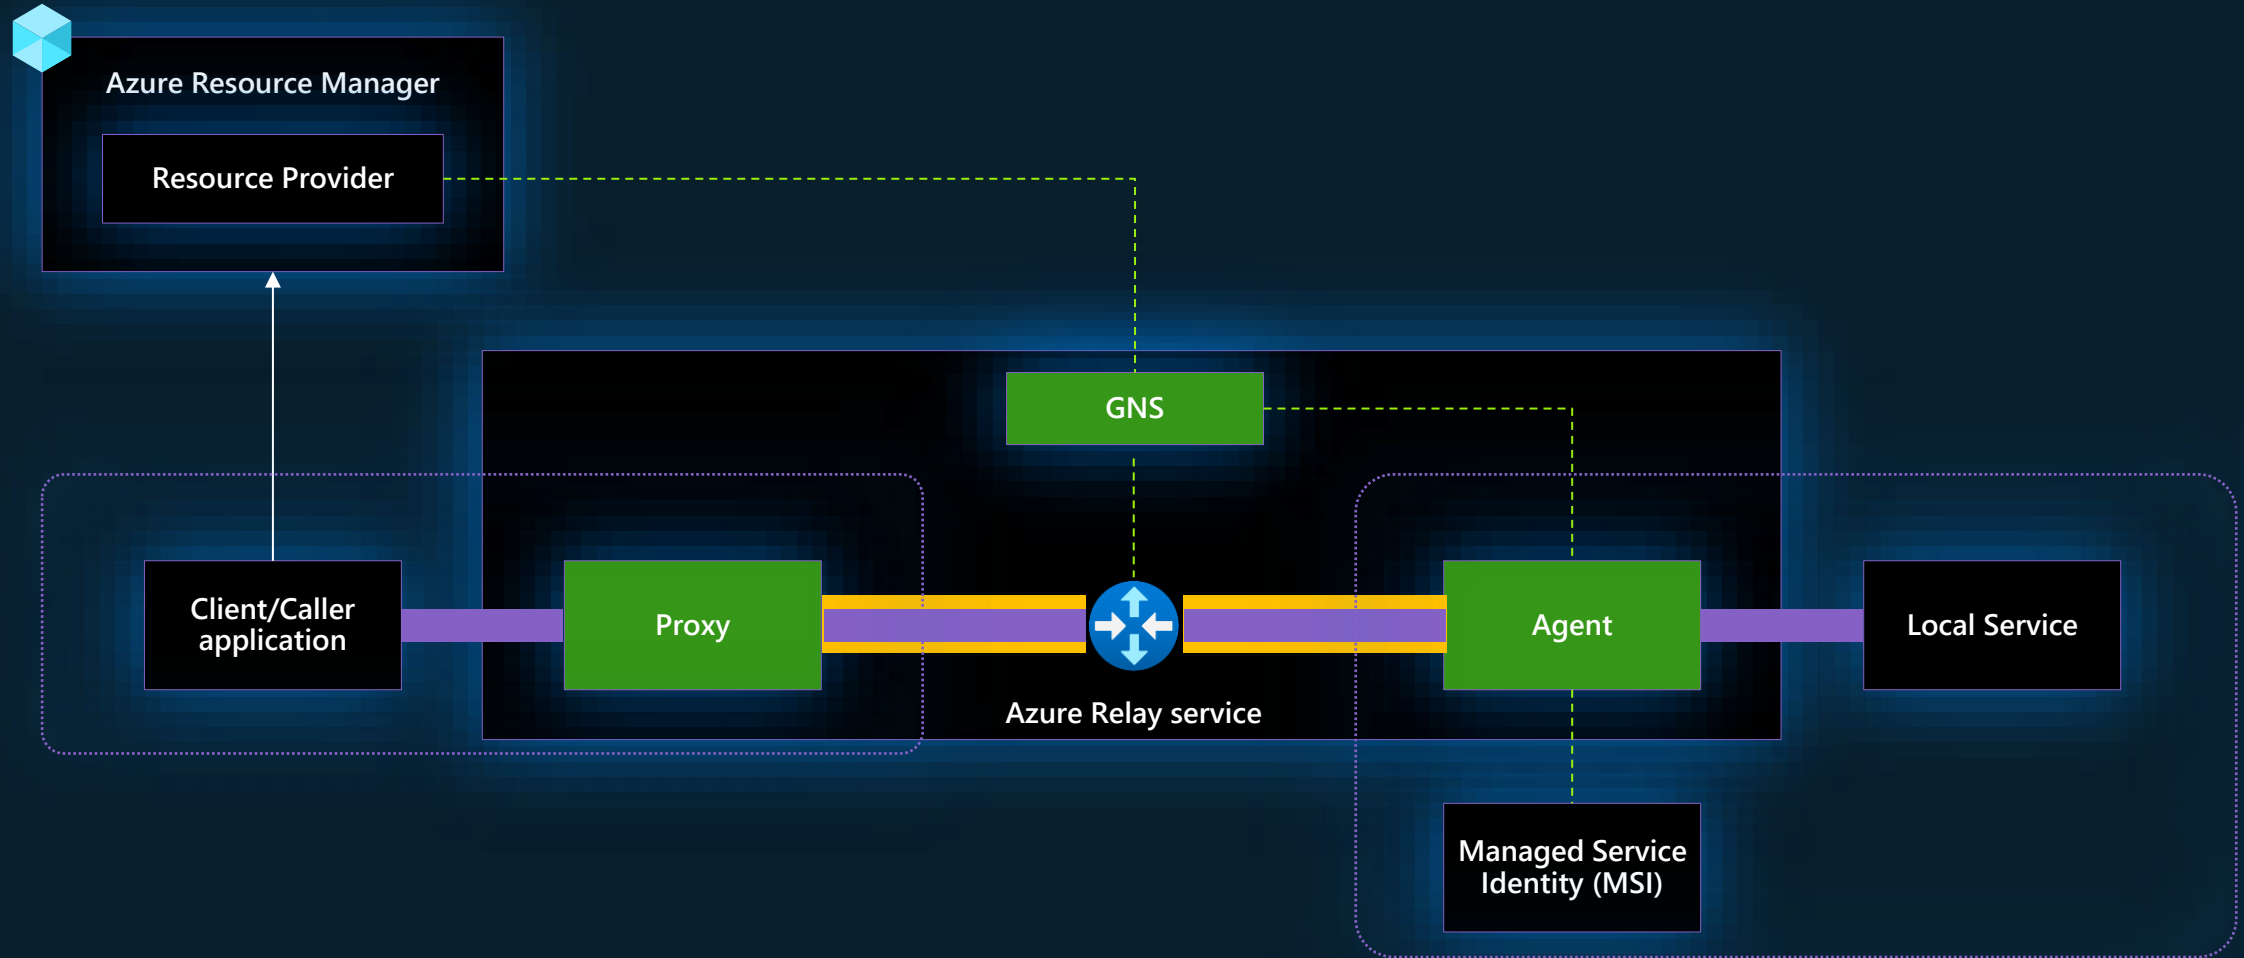 Azure Resource Manager
Resource Provider
GNS
Client/Caller
application
Proxy
Agent
Local Service
Azure Relay service
Managed Service
Identity (MSI)